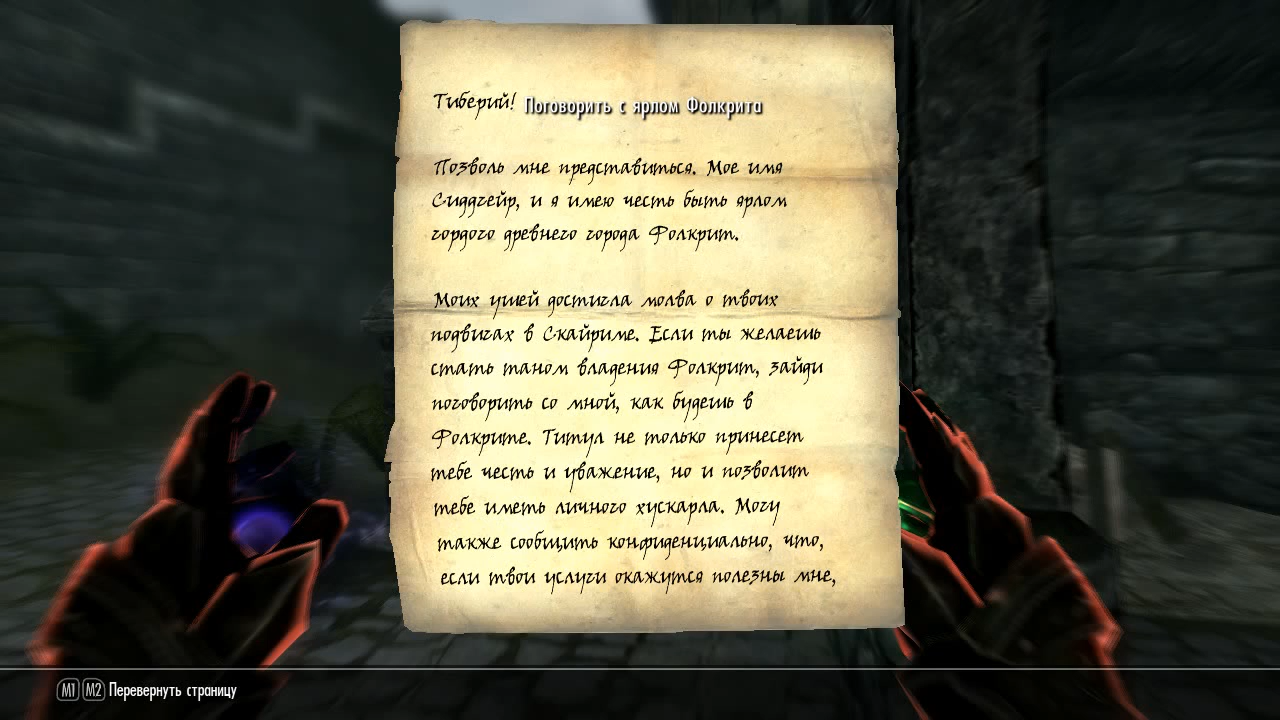 Тиберий! Поговорить с ярлом Фолкрита
Позволь мне представиться. Мое имя
Сиддгейр, и я имею честь быть ярлом
гордого древнего города Фолкрит.
Моих ушей достигла молва о твоих
подвигах в Скайриме. Если ты желаешь
стать таном владения Фолкрит, зайди
поговорить со мной, как будешь в
Фолкрите. Титул не только принесет
тебе честь и уважение, но и позволит
тебе иметь личного хускарла. Могу
также сообщить конфиденциально, что,
если твои услуги окажутся полезны мне,
M1 M2 Перевернуть страницу